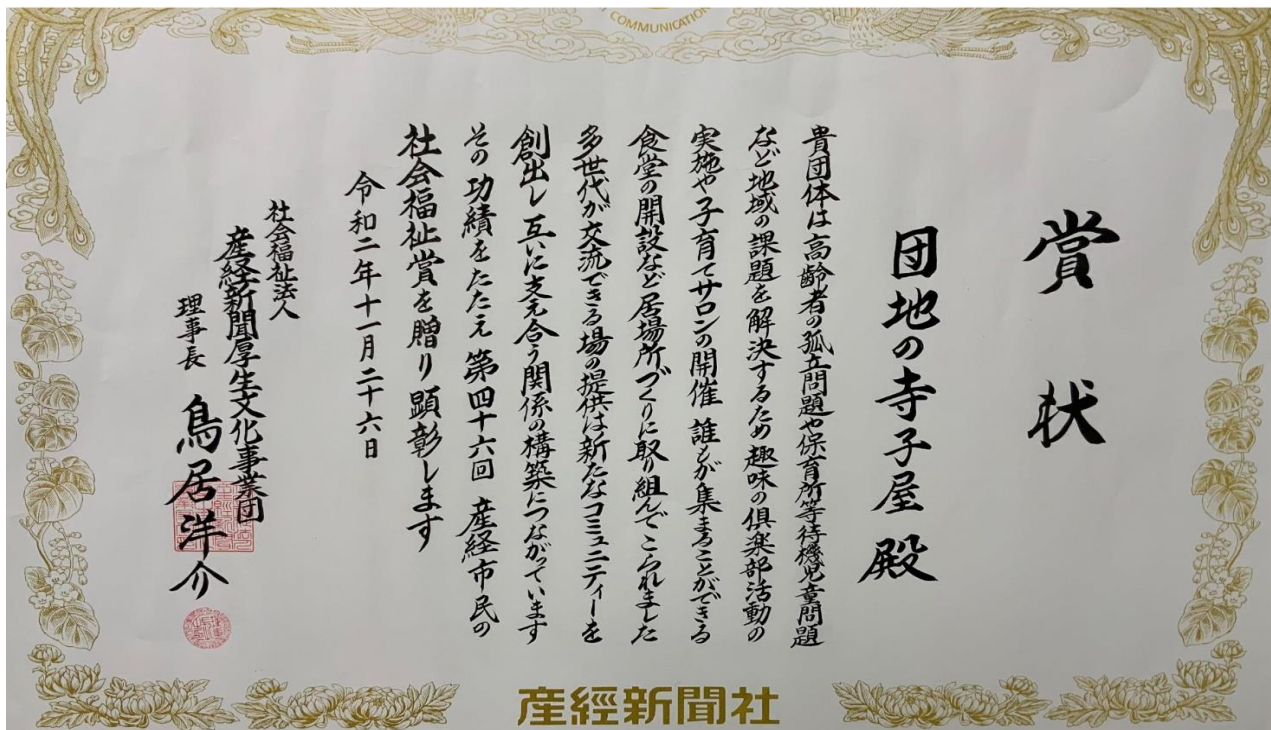 COMMUNICATION
賞状
団地の寺子屋殿
貴団体は高齢者の孤立問題や保育所等待機児童問題
など地域の課題を解決するため趣味の倶楽部活動の
実施や子育てサロンの開催 誰もが集まることができる
食堂の開設など居場所づくりに取り組んでこられました
多世代が交流できる場の提供は新たなコミュニティーを
創出し互いに支え合う関係の構築につながっています
その功績をたたえ 第四十六回 産経市民の
社会福祉賞を贈り 顕彰します
令和二年十一月二十六日
社会福祉法人
産経新聞厚生文化事業団
理事長 鳥居洋介
産經新聞社